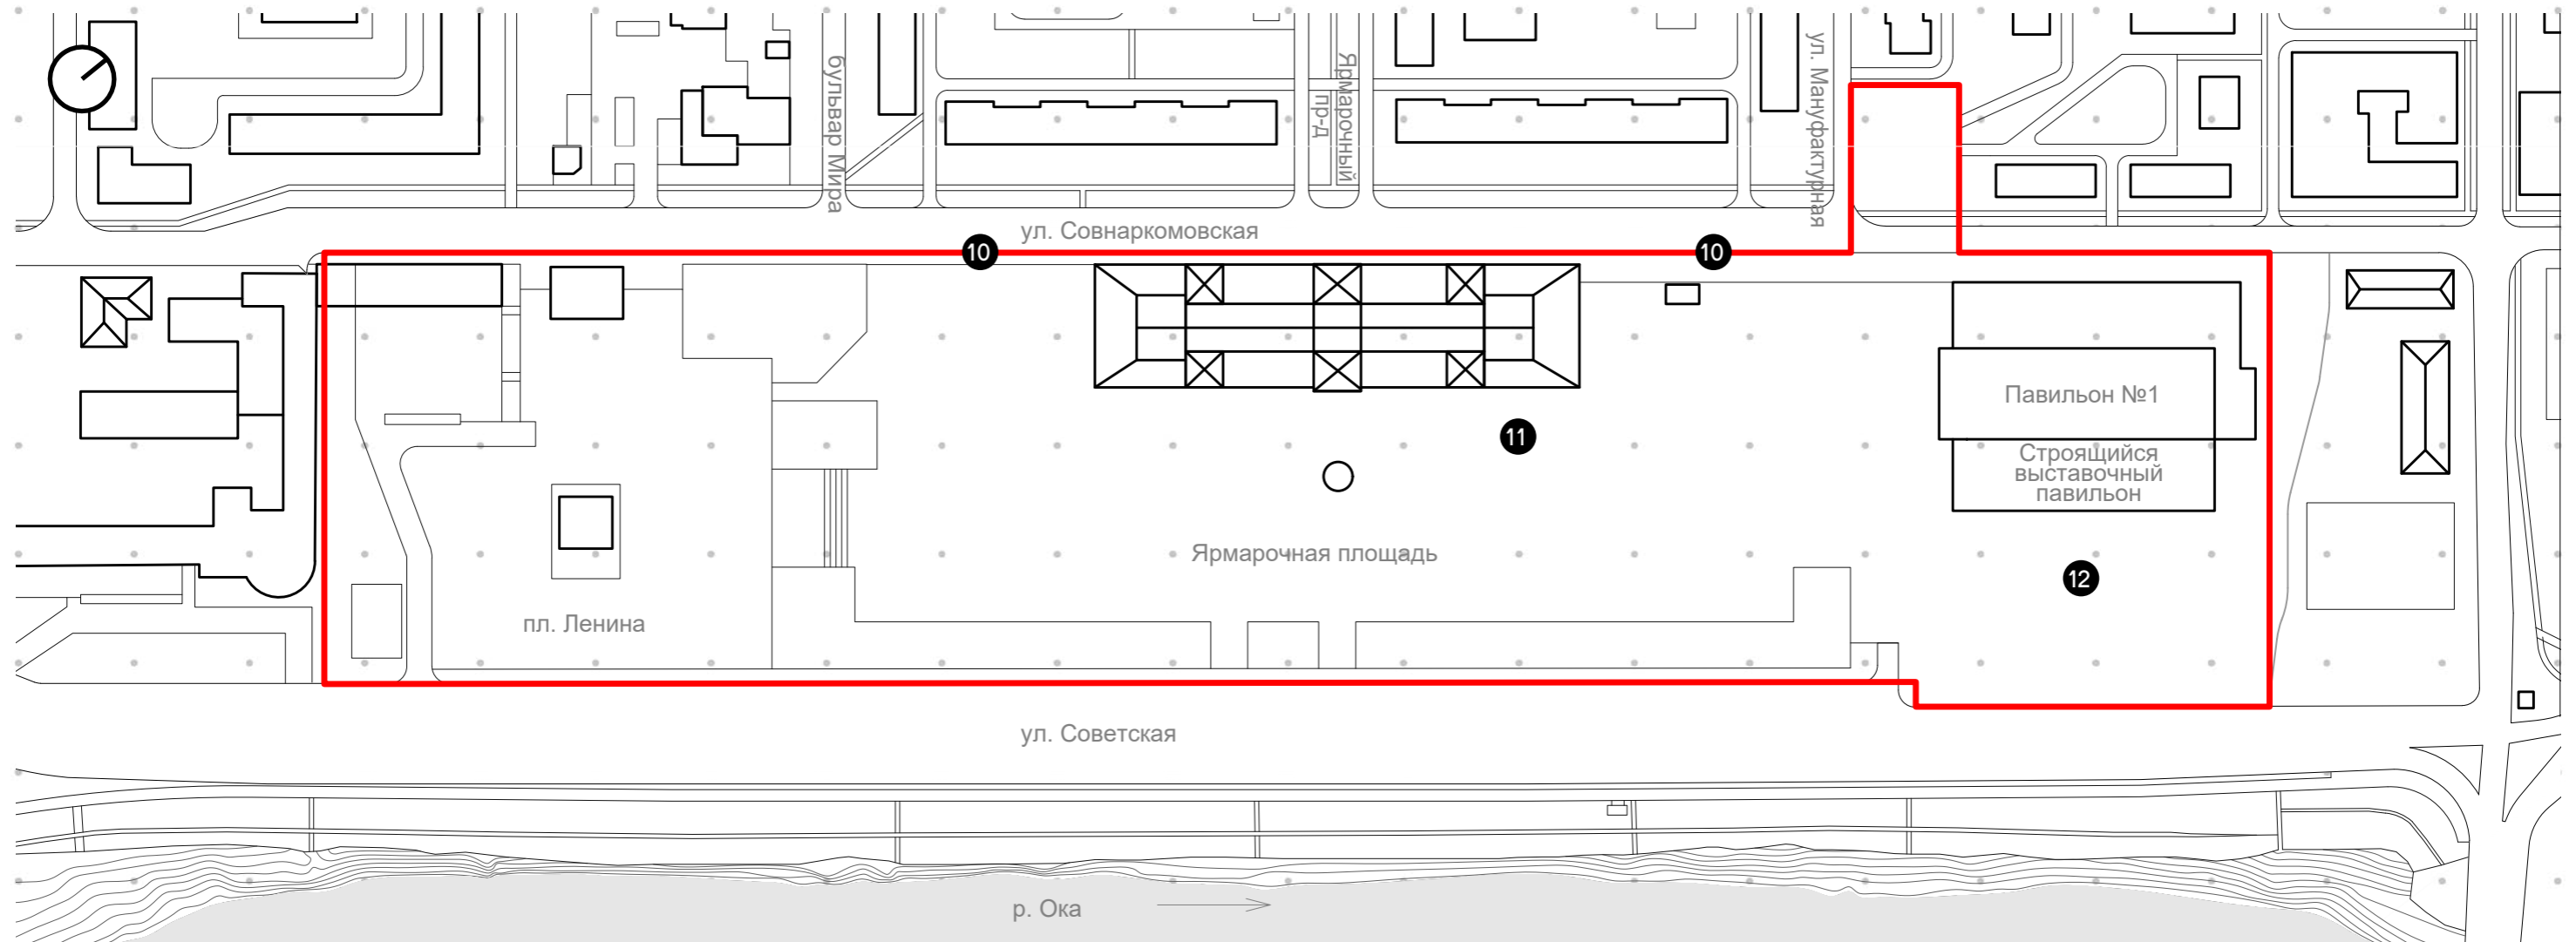 бульвар Мира
Ярмарочный
пр-д
ул. Мануфактурная
ул. Совнаркомовская
10
10
Павильон №1
11
Строящийся
выставочный
павильон
Ярмарочная площадь
12
пл. Ленина
ул. Советская
р. Ока